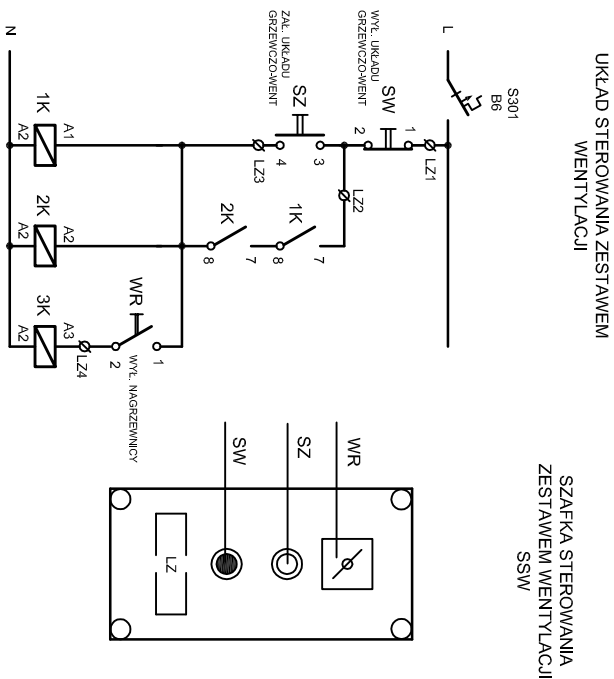 UKŁAD STEROWANIA ZESTAWEM
WENTYLACJI
L
S301
B6
LZ1
1
SW
2
WYŁ. UKŁADU
GRZEWCZO-WENT
3
SZ
4
ZAŁ. UKŁADU
GRZEWCZO-WENT
LZ3
LZ2
7
1K
8
7
2K
8
N
1K
A1
A2
2K
A2
A2
3K
A3
A2
LZ4
WR
1
2
WYŁ. NAGRZEWNICY
SZAFKA STEROWANIA
ZESTAWEM WENTYLACJI
SSW
WR
SZ
SW
LZ